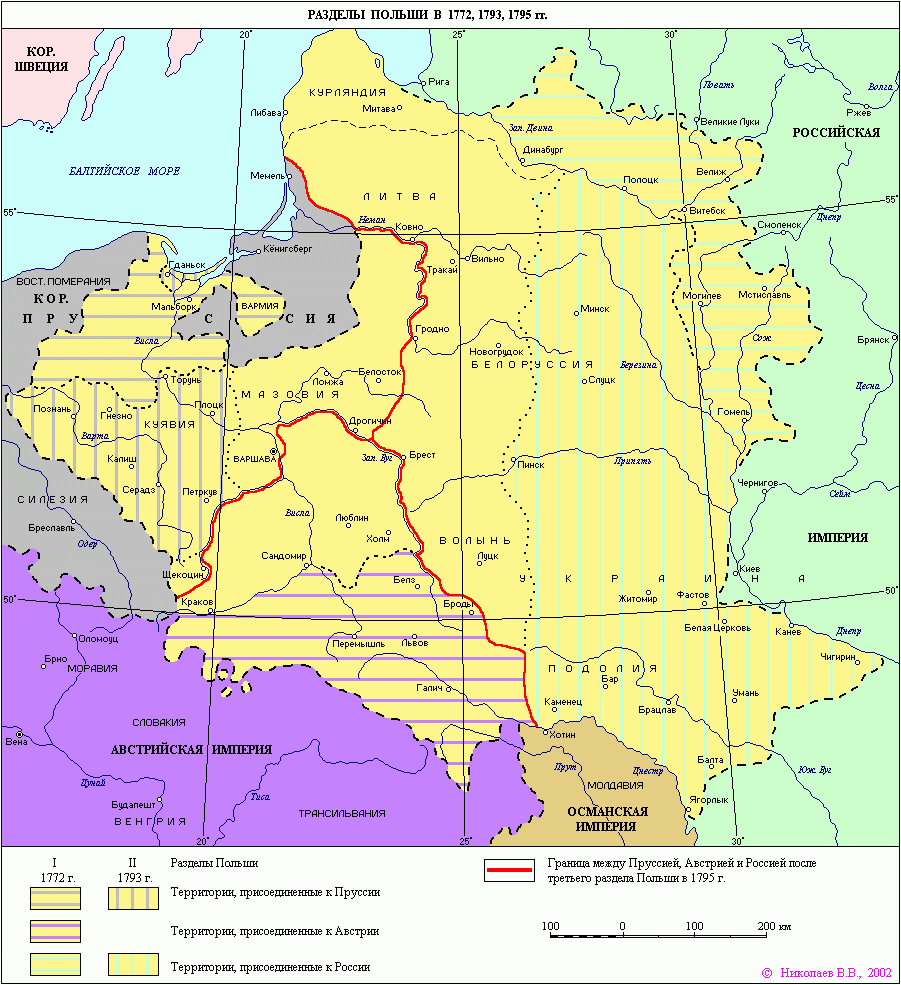 РАЗДЕЛЫ ПОЛЬШИ В 1772, 1793, 1795 гг.
20°
25°
30°
КОР.
ШВЕЦИЯ
Рига
КУРЛЯНДИЯ
Митава
Либава
Ловать
Волга
Ржев
Великие Луки
Зап. Двина
РОССИЙСКАЯ
Динабург
БАЛТИЙСКОЕ МОРЕ
Мемель
Полоцк
Велиж
ЛИТВА
55°
55°
Витебск
Неман
Ковно
Днепр
Смоленск
Кёнигсберг
Вильно
Тракай
Гданьск
ВОСТ. ПОМЕРАНИЯ
КОР.
Мальборк
ВАРМИЯ
ПРУССИЯ
Могилев
Мстиславль
Минск
Гродно
Висла
Сож
Брянск
Новогрудок
БЕЛОРУССИЯ
Березина
Слуцк
Торунь
Ломжа
Белосток
МАЗОВИЯ
Десна
Познань
Гнезно
Плоцк
КУЯВИЯ
Дрогичин
Гомель
Варта
ВАРШАВА
Зап. Буг
Брест
Калиш
Пинск
Припять
Серадз
Петркув
Чернигов
Сейм
СИЛЕЗИЯ
Бреславль
Висла
Люблин
Холм
ВОЛЫНЬ
Одер
ИМПЕРИЯ
Сандомир
Луцк
Щекоцин
Белз
УКРАИНА
Киев
50°
50°
Краков
Броды
Житомир
Фастов
Белая Церковь
Канев
Днепр
Оломоуц
Перемышль
Львов
Брно
МОРАВИЯ
ПОДОЛИЯ
Чигирин
Галич
Бар
Умань
Каменец
Брацлав
СЛОВАКИЯ
Вена
Хотин
АВСТРИЙСКАЯ ИМПЕРИЯ
Балта
Юж. Буг
Прут
Днестр
Дунай
Тиса
МОЛДАВИЯ
Будапешт
Ягорлык
ВЕНГРИЯ
ТРАНСИЛЬВАНИЯ
ОСМАНСКАЯ
ИМПЕРИЯ
20°
25°
30°
I
II
Разделы Польши
1772 г.
1793 г.
Территории, присоединенные к Пруссии
Территории, присоединенные к Австрии
Территории, присоединенные к России
Граница между Пруссией, Австрией и Россией после
третьего раздела Польши в 1795 г.
100 0 100 200 км
© Николаев В.В., 2002